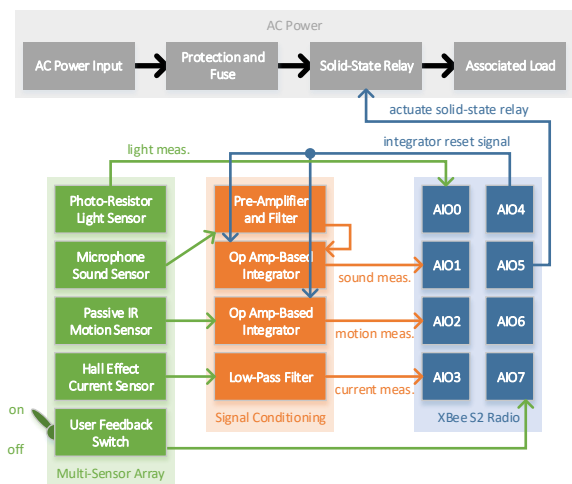 AC Power
AC Power Input
Protection and
Fuse
Solid-State Relay
Associated Load
actuate solid-state relay
integrator reset signal
light meas.
Photo-Resistor
Light Sensor
Pre-Amplifier
and Filter
AIO0
AIO4
Microphone
Sound Sensor
Op Amp-Based
Integrator
sound meas.
AIO1
AIO5
Passive IR
Motion Sensor
Op Amp-Based
Integrator
motion meas.
AIO2
AIO6
Hall Effect
Current Sensor
Low-Pass Filter
current meas.
AIO3
AIO7
on
off
User Feedback
Switch
Signal Conditioning
XBee S2 Radio
Multi-Sensor Array